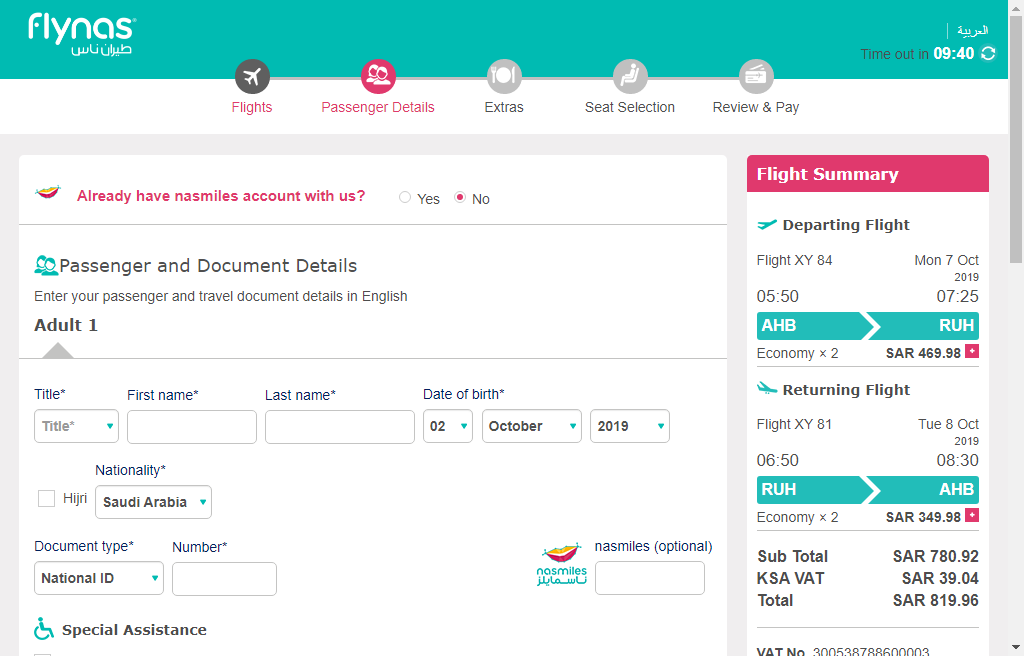 flynas
طيران ناس
العربية
Time out in 09:40
Flights
Passenger Details
Extras
Seat Selection
Review & Pay
Already have nasmiles account with us?
Yes
No
Passenger and Document Details
Enter your passenger and travel document details in English
Adult 1
Title*
First name*
Last name*
Date of birth*
Title*
02
October
2019
Nationality*
Hijri
Saudi Arabia
Document type*
Number*
nasmiles (optional)
National ID
nasmiles
ناسمايلز
Special Assistance
Flight Summary
Departing Flight
Flight XY 84
Mon 7 Oct
2019
05:50
07:25
AHB
RUH
Economy × 2
SAR 469.98 +
Returning Flight
Flight XY 81
Tue 8 Oct
2019
06:50
08:30
RUH
AHB
Economy × 2
SAR 349.98 +
Sub Total SAR 780.92
KSA VAT SAR 39.04
Total SAR 819.96
VAT No. 300538788600003